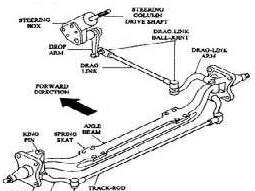 STEERING
COLUMN
DRIVE SHAFT
STEERING
BOX
DRAG-LINK
BALL-JOINT
DROP
ARM
DRAG-LINK
ARM
DRAG
LINK
FORWARD
DIRECTION
AXLE
BEAM
KING
PIN
SPRING
SEAT
TRACK-ROD